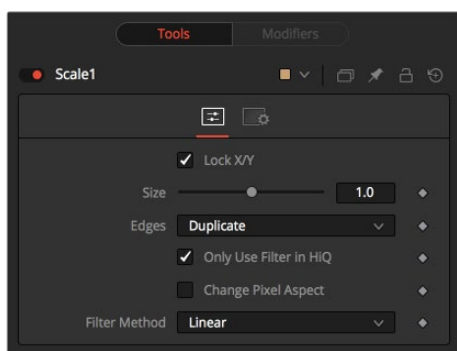 Tools Modifiers
Scale1
Lock X/Y
Size 1.0
Edges Duplicate
Only Use Filter in HiQ
Change Pixel Aspect
Filter Method Linear